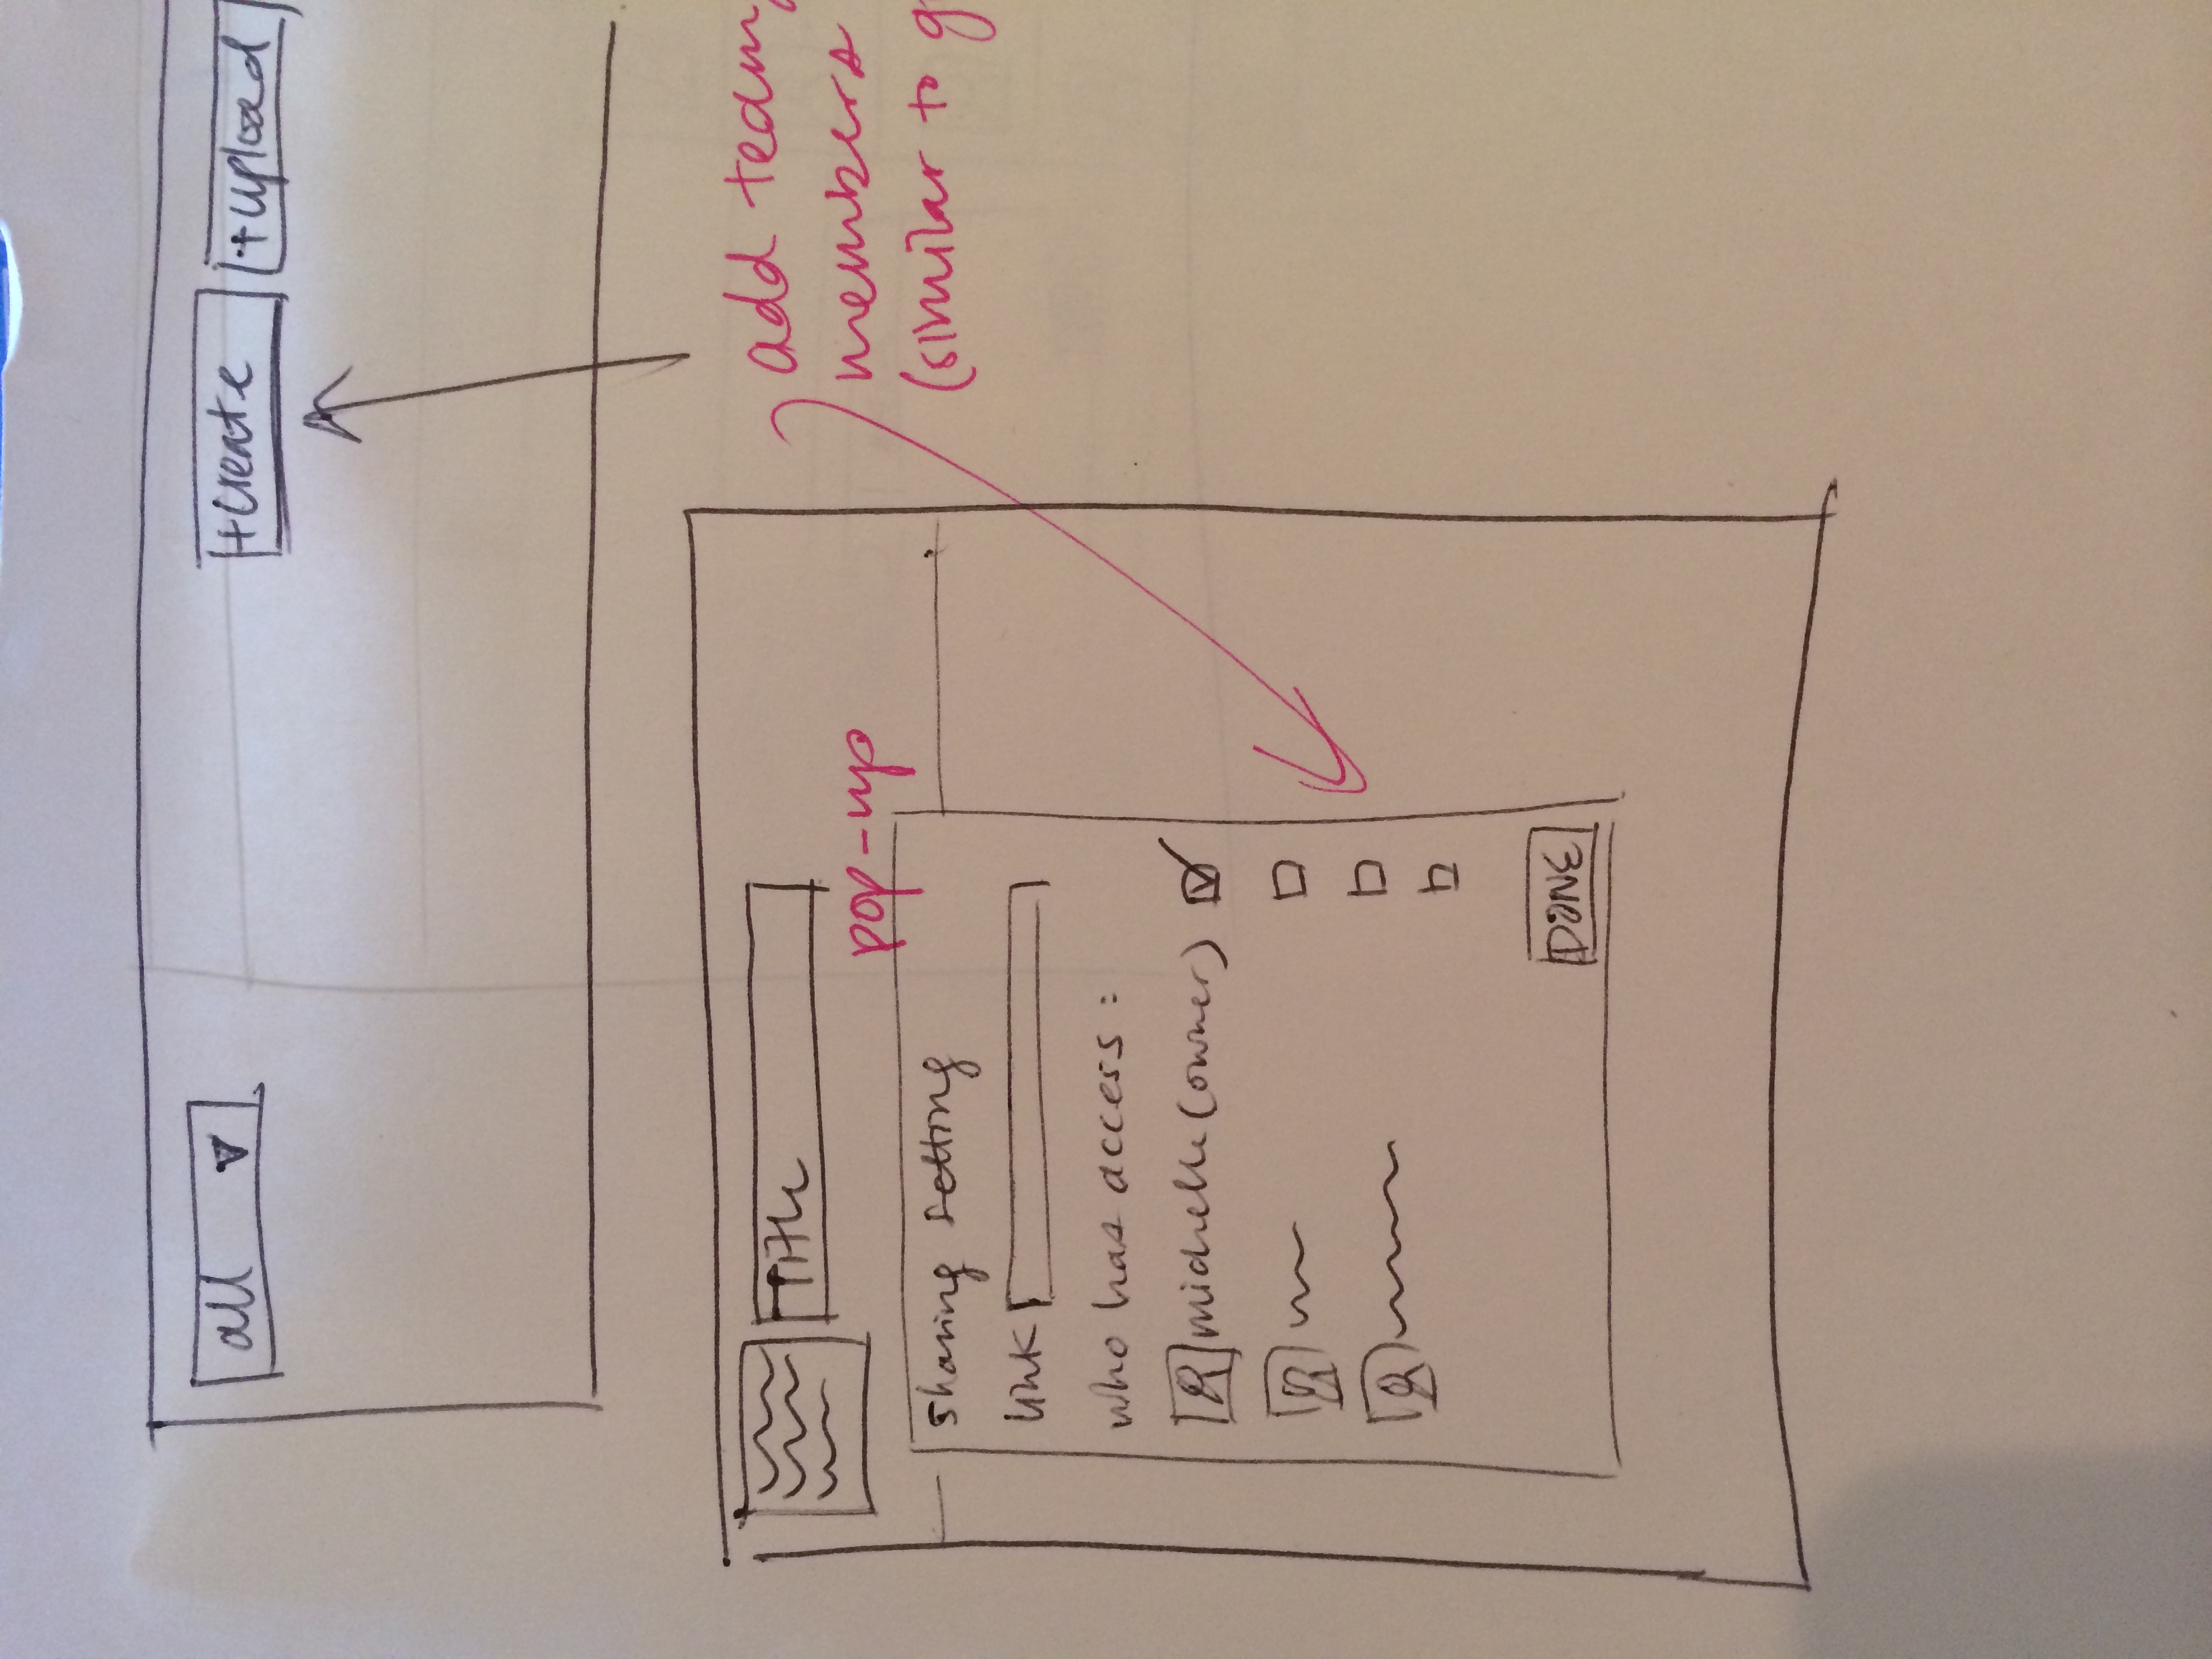 all
+create
+upload
add team
members
(similar to g
Title
pop-up
sharing setting
link
who has access:
michelle (owner)
DONE